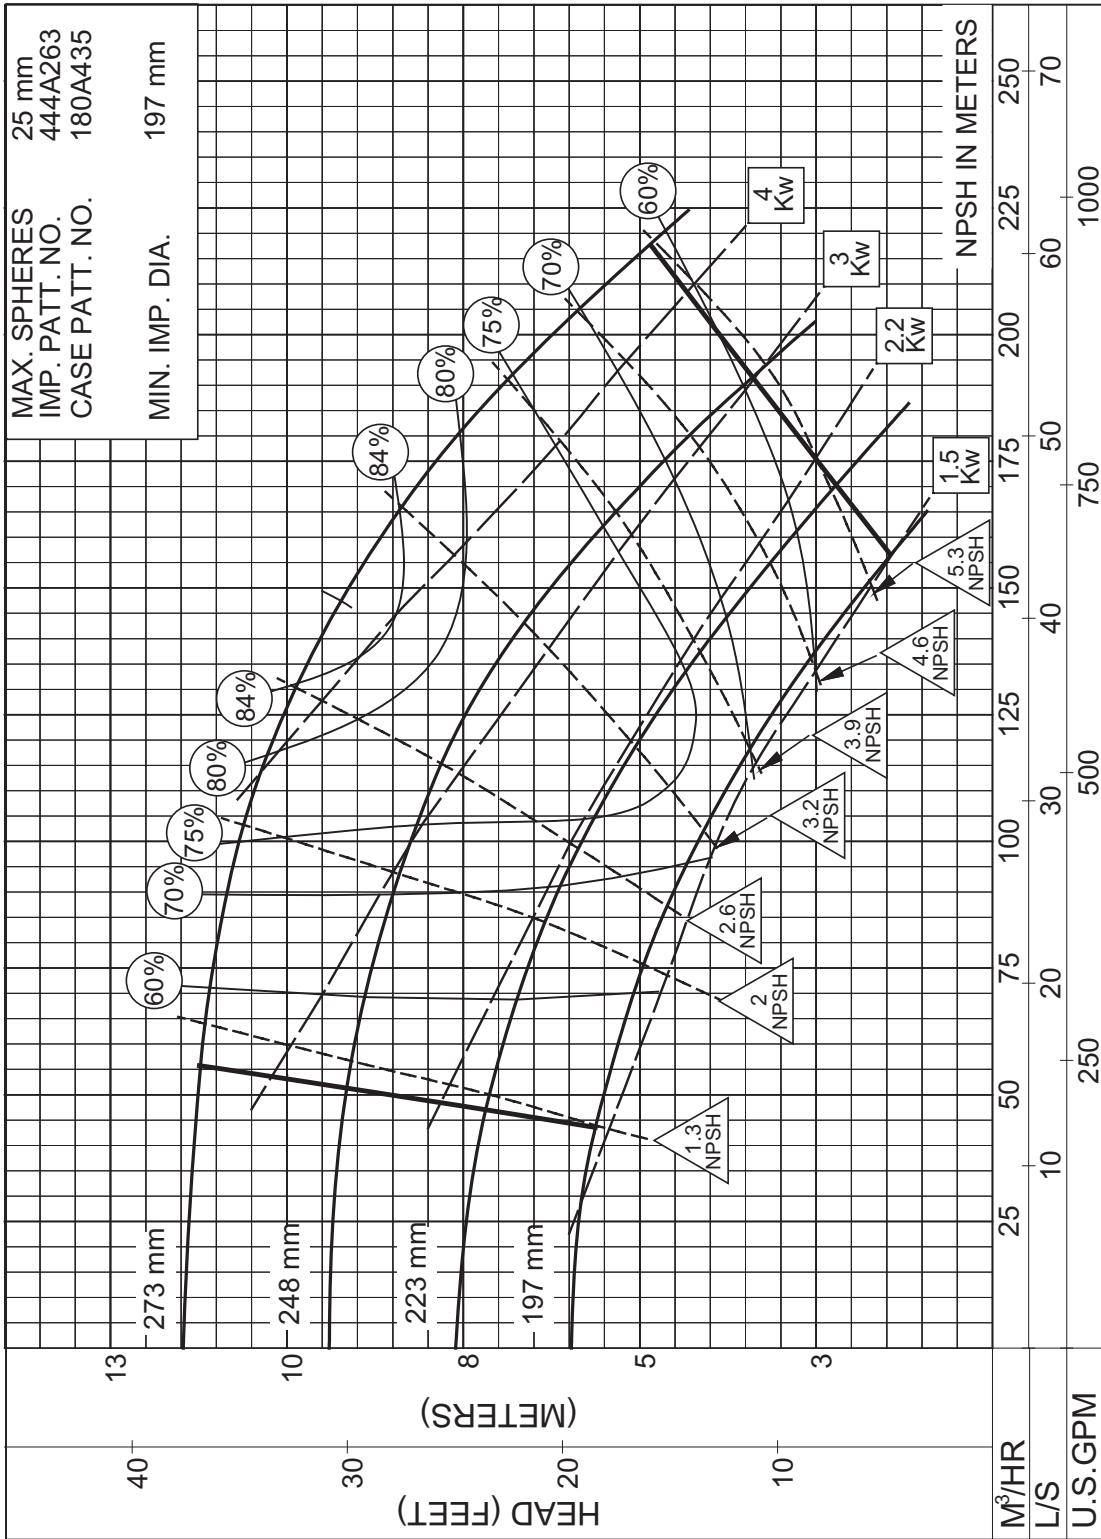 MAX. SPHERES 25 mm
IMP. PATT. NO. 444A263
CASE PATT. NO. 180A435
MIN. IMP. DIA. 197 mm
HEAD (FEET)
40
30
20
10
(METERS)
13
10
8
5
3
273 mm
248 mm
223 mm
197 mm
60%
70%
75%
80%
84%
84%
80%
75%
70%
60%
4
Kw
3
Kw
2.2
Kw
1.5
Kw
1.3
NPSH
2
NPSH
2.6
NPSH
3.2
NPSH
3.9
NPSH
4.6
NPSH
5.3
NPSH
NPSH IN METERS
M³/HR 25 50 75 100 125 150 175 200 225 250
L/S 10 20 30 40 50 60 70
U.S.GPM 250 500 750 1000